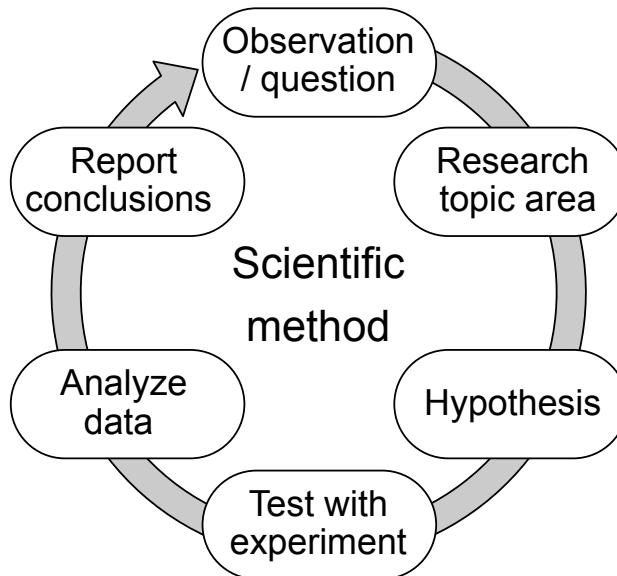 Observation
/ question
Research
topic area
Hypothesis
Test with
experiment
Analyze
data
Report
conclusions
Scientific
method